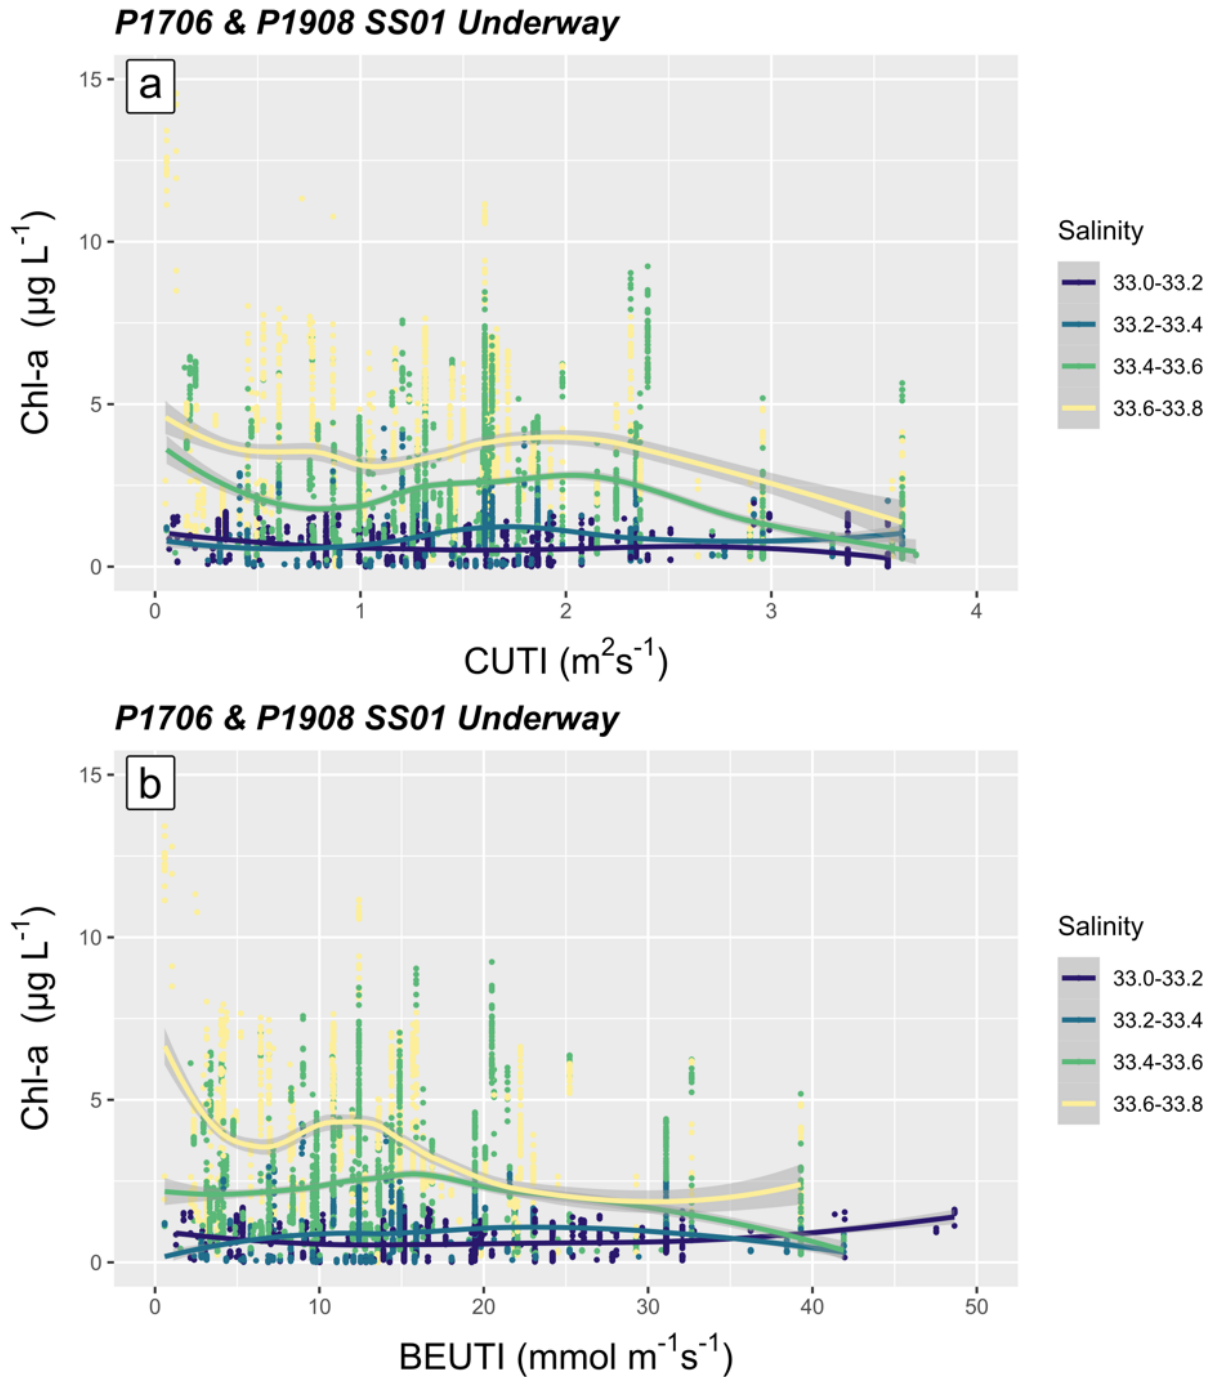 P1706 & P1908 SS01 Underway
a
15
10
5
0
Chl-a (µg L⁻¹)
0 1 2 3 4
CUTI (m²s⁻¹)
Salinity
33.0-33.2
33.2-33.4
33.4-33.6
33.6-33.8
P1706 & P1908 SS01 Underway
b
15
10
5
0
Chl-a (µg L⁻¹)
0 10 20 30 40 50
BEUTI (mmol m⁻¹s⁻¹)
Salinity
33.0-33.2
33.2-33.4
33.4-33.6
33.6-33.8